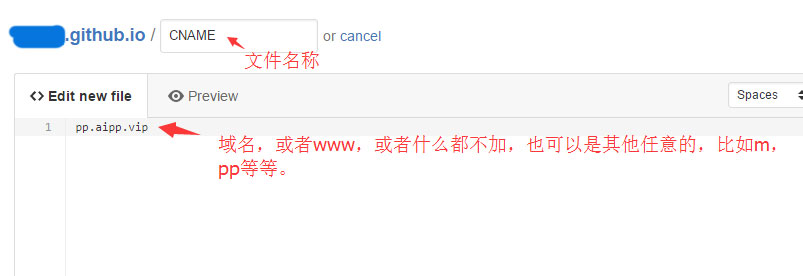 .github.io / CNAME or cancel
文件名称
Edit new file Preview Spaces
1 pp.aipp.vip
域名，或者www，或者什么都不加，也可以是其他任意的，比如m，
pp等等。